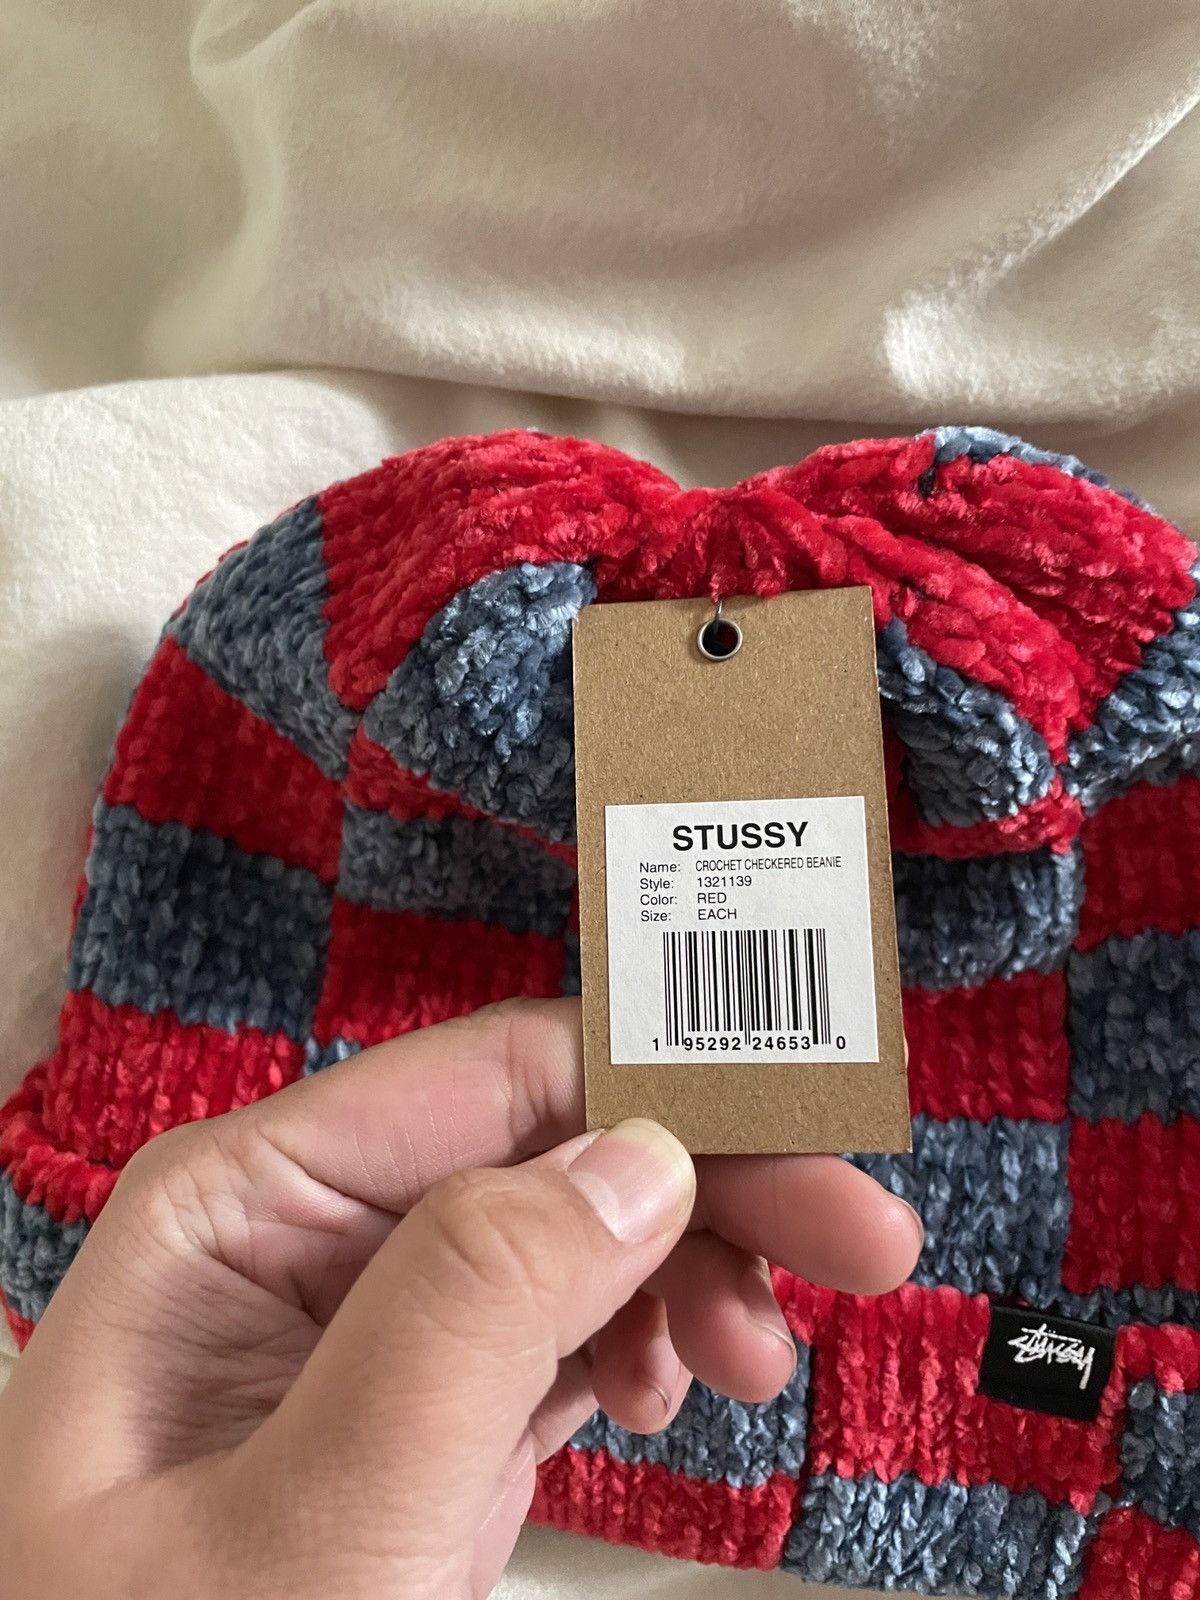 STUSSY
Name: CROCHET CHECKERED BEANIE
Style: 1321139
Color: RED
Size: EACH
1 95292 24653 0
Stüssy